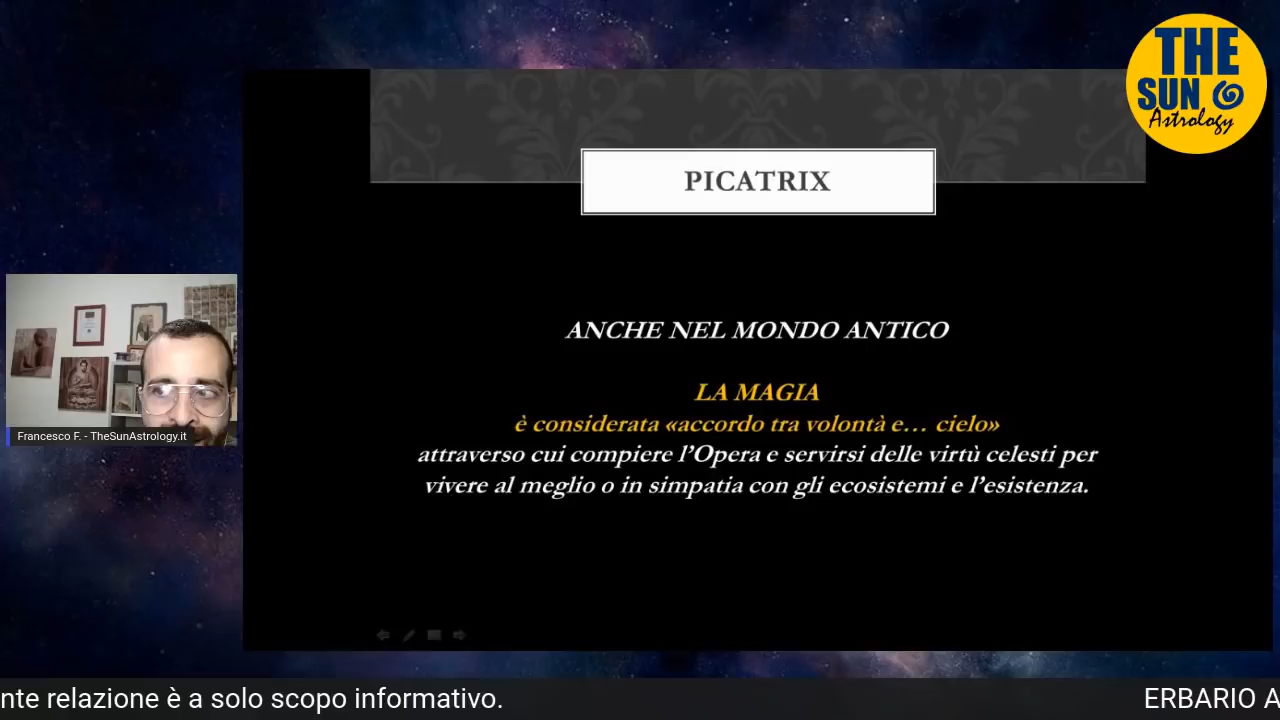 THE
SUN
Astrology
PICATRIX
ANCHE NEL MONDO ANTICO
LA MAGIA
è considerata «accordo tra volontà e… cielo»
attraverso cui compiere l’Opera e servirsi delle virtù celesti per
vivere al meglio o in simpatia con gli ecosistemi e l’esistenza.
Francesco F. - TheSunAstrology.it
nte relazione è a solo scopo informativo. ERBARIO A